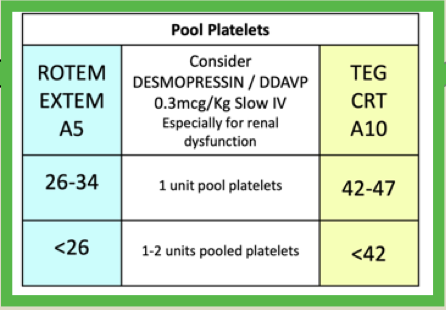 Pool Platelets
ROTEM
EXTEM
A5
Consider
DESMOPRESSIN / DDAVP
0.3mcg/Kg Slow IV
Especially for renal
dysfunction
TEG
CRT
A10
26-34
1 unit pool platelets
42-47
<26
1-2 units pooled platelets
<42